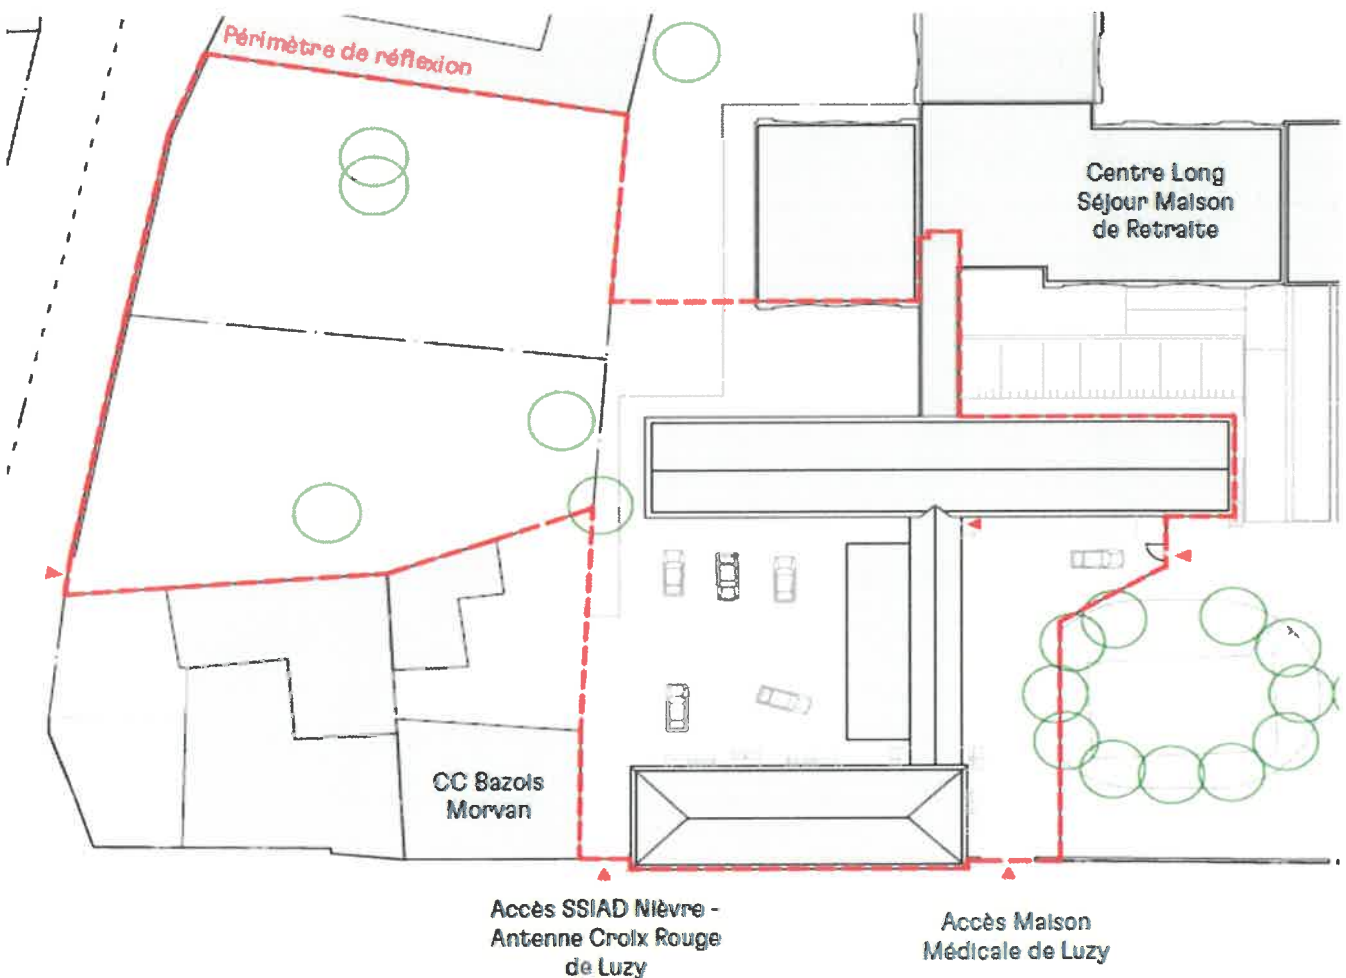 Périmètre de réflexion
Centre Long
Séjour Maison
de Retraite
CC Bazois
Morvan
Accès SSIAD Nièvre -
Antenne Croix Rouge
de Luzy
Accès Maison
Médicale de Luzy